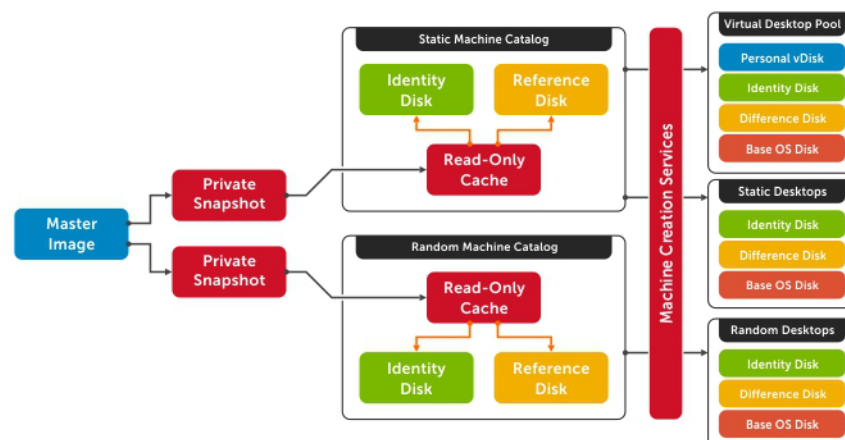 Master
Image
Private
Snapshot
Private
Snapshot
Static Machine Catalog
Identity
Disk
Reference
Disk
Read-Only
Cache
Random Machine Catalog
Read-Only
Cache
Identity
Disk
Reference
Disk
Machine Creation Services
Virtual Desktop Pool
Personal vDisk
Identity Disk
Difference Disk
Base OS Disk
Static Desktops
Identity Disk
Difference Disk
Base OS Disk
Random Desktops
Identity Disk
Difference Disk
Base OS Disk